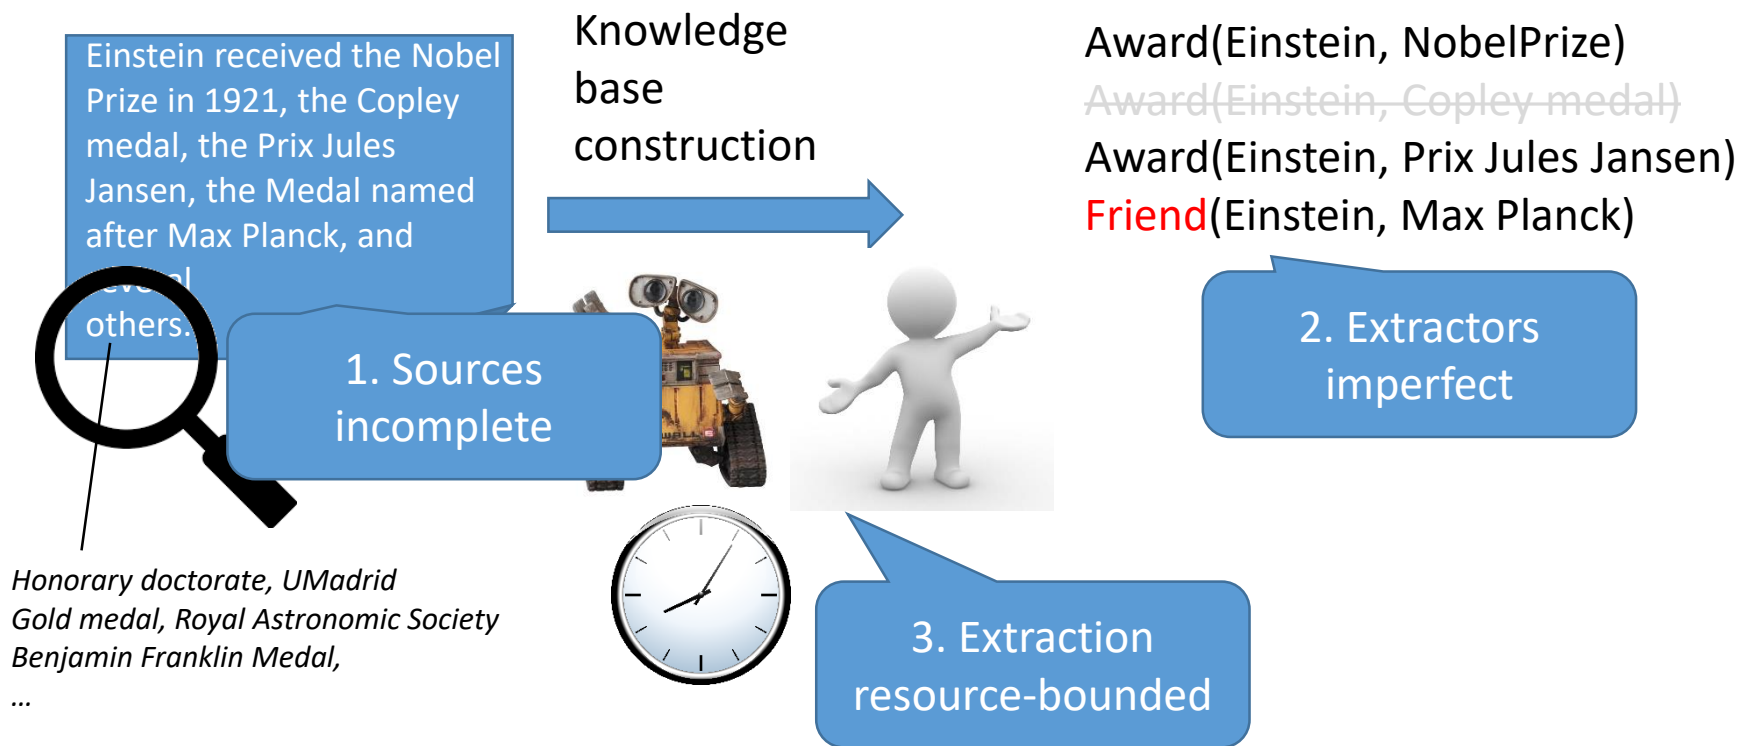 Einstein received the Nobel
Prize in 1921, the Copley
medal, the Prix Jules
Jansen, the Medal named
after Max Planck, and
others.
Knowledge
base
construction
Award(Einstein, NobelPrize)
Award(Einstein, Copley medal)
Award(Einstein, Prix Jules Jansen)
Friend(Einstein, Max Planck)
1. Sources
incomplete
2. Extractors
imperfect
3. Extraction
resource-bounded
Honorary doctorate, UMadrid
Gold medal, Royal Astronomic Society
Benjamin Franklin Medal,
…